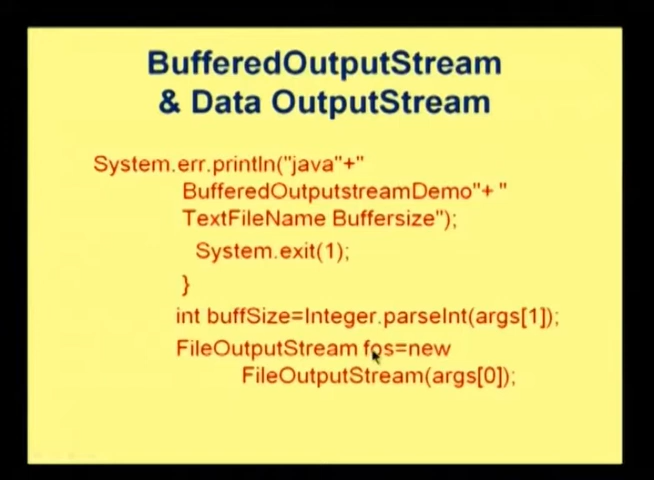 BufferedOutputStream
& Data OutputStream
System.err.println("java"+"
BufferedOutputstreamDemo"+ "
TextFileName Buffersize");
System.exit(1);
}
int buffSize=Integer.parseInt(args[1]);
FileOutputStream fos=new
FileOutputStream(args[0]);